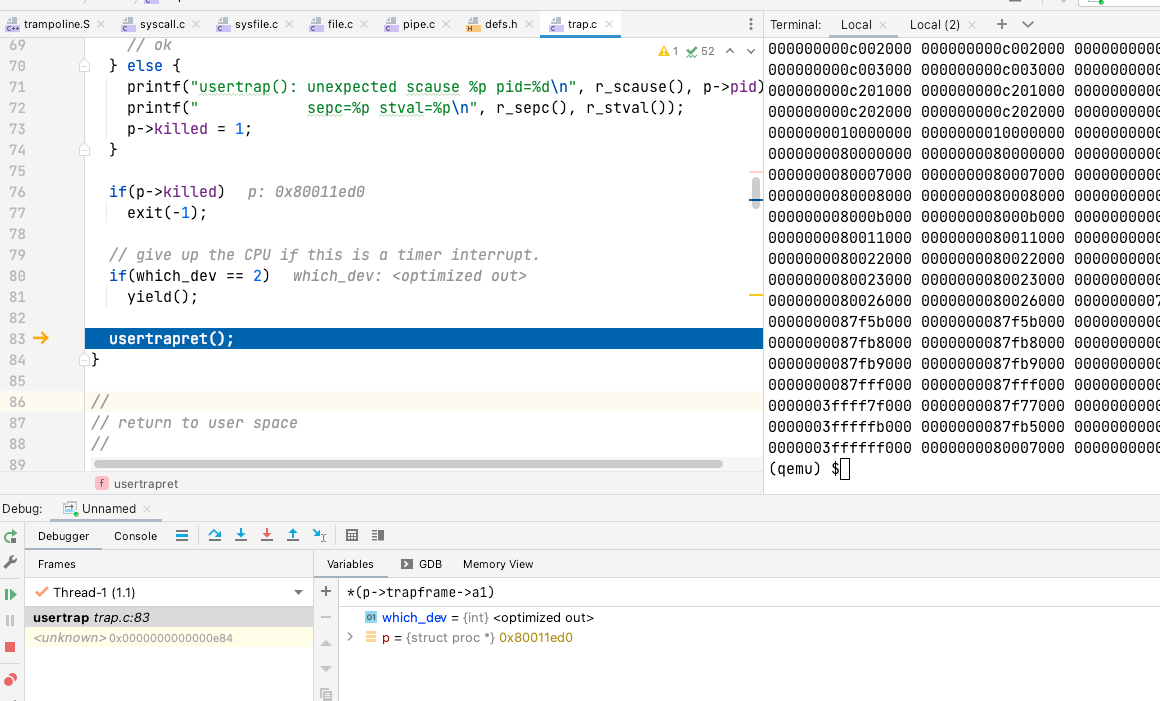 trampoline.S syscall.c sysfile.c file.c pipe.c defs.h trap.c
Terminal: Local Local (2)
69 // ok
70 } else {
71 printf("usertrap(): unexpected scause %p pid=%d\n", r_scause(), p->pid)
72 printf(" sepc=%p stval=%p\n", r_sepc(), r_stval());
73 p->killed = 1;
74 }
75
76 if(p->killed) p: 0x80011ed0
77 exit(-1);
78
79 // give up the CPU if this is a timer interrupt.
80 if(which_dev == 2) which_dev: <optimized out>
81 yield();
82
83 usertrapret();
84 }
85
86 //
87 // return to user space
88 //
89
1 52
usertrapret
000000000c002000 000000000c002000 0000000000
000000000c003000 000000000c003000 0000000000
000000000c201000 000000000c201000 0000000000
000000000c202000 000000000c202000 0000000000
0000000010000000 0000000010000000 0000000000
0000000080000000 0000000080000000 0000000000
0000000080007000 0000000080007000 0000000000
0000000080008000 0000000080008000 0000000000
000000008000b000 000000008000b000 0000000000
0000000080011000 0000000080011000 0000000000
0000000080022000 0000000080022000 0000000000
0000000080023000 0000000080023000 0000000000
0000000080026000 0000000080026000 0000000007
0000000087f5b000 0000000087f5b000 0000000000
0000000087fb8000 0000000087fb8000 0000000000
0000000087fb9000 0000000087fb9000 0000000000
0000000087fff000 0000000087fff000 0000000000
0000003ffff7f000 0000000087f77000 0000000000
0000003fffffb000 0000000087fb5000 0000000000
0000003ffffff000 0000000080007000 0000000000
(qemu) $
Debug: Unnamed
Debugger Console
Frames
Variables GDB Memory View
Thread-1 (1.1)
usertrap trap.c:83
<unknown> 0x0000000000000e84
*(p->trapframe->a1)
which_dev = {int} <optimized out>
p = {struct proc *} 0x80011ed0